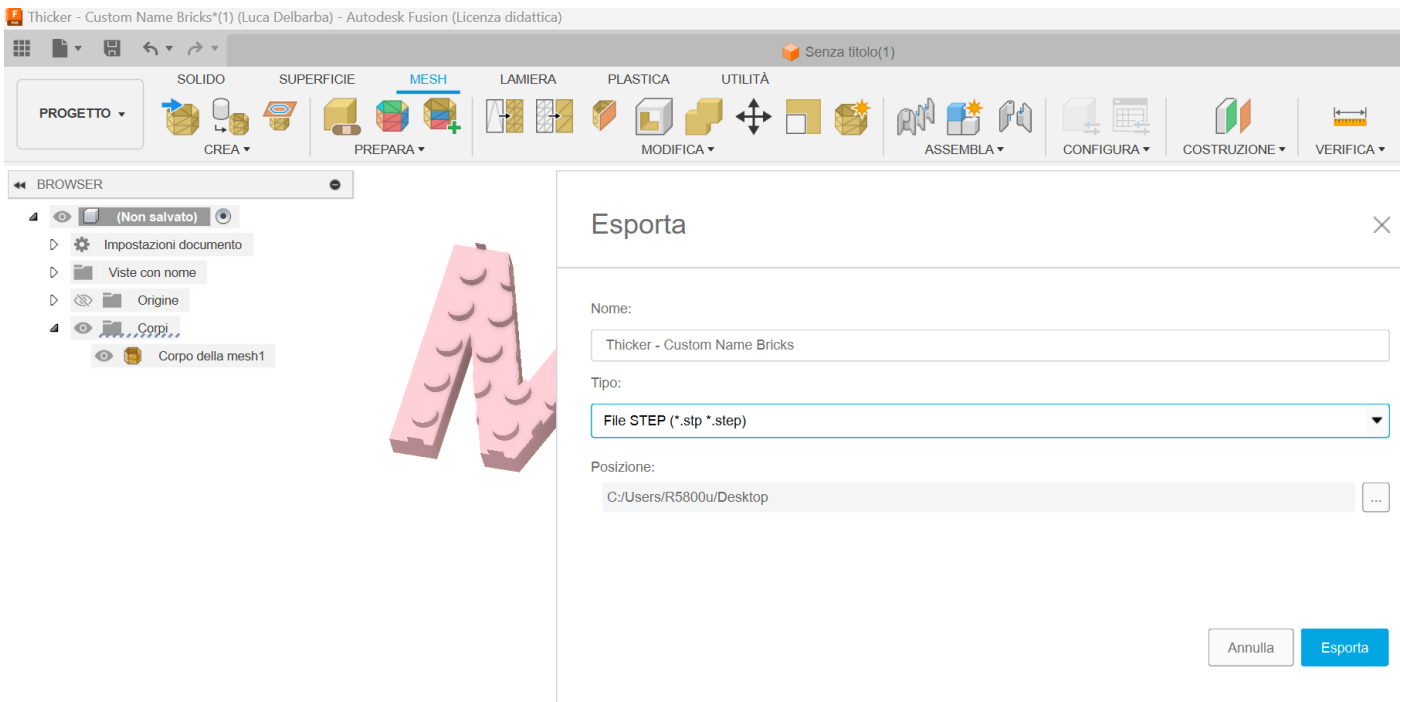 Thicker - Custom Name Bricks*(1) (Luca Delbarba) - Autodesk Fusion (Licenza didattica)
Senza titolo(1)
SOLIDO SUPERFICIE MESH LAMIERA PLASTICA UTILITÀ
PROGETTO
CREA PREPARA MODIFICA ASSEMBLA CONFIGURA COSTRUZIONE VERIFICA
BROWSER
(Non salvato)
Impostazioni documento
Viste con nome
Origine
Corpi
Corpo della mesh1
Esporta
Nome:
Thicker - Custom Name Bricks
Tipo:
File STEP (*.stp *.step)
Posizione:
C:/Users/R5800u/Desktop
...
Annulla Esporta